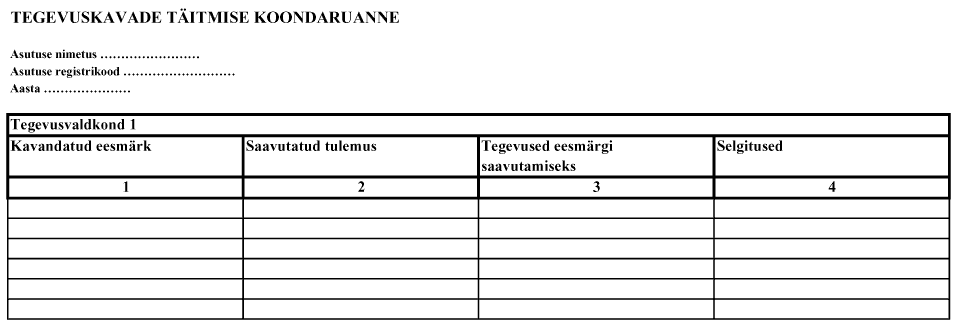 TEGEVUSKAVADE TÄITMISE KOONDARUANNE
Asutuse nimetus ........................
Asutuse registrikood ...........................
Aasta .....................
Tegevusvaldkond 1
Kavandatud eesmärk Saavutatud tulemus Tegevused eesmärgi saavutamiseks Selgitused
1 2 3 4